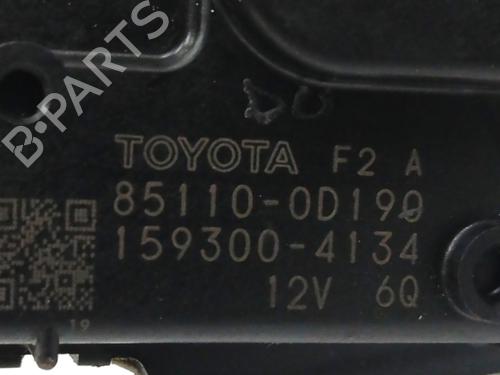 B-PARTS
TOYOTA F2 A
85110-0D190
159300-4134
12V 6Q
19